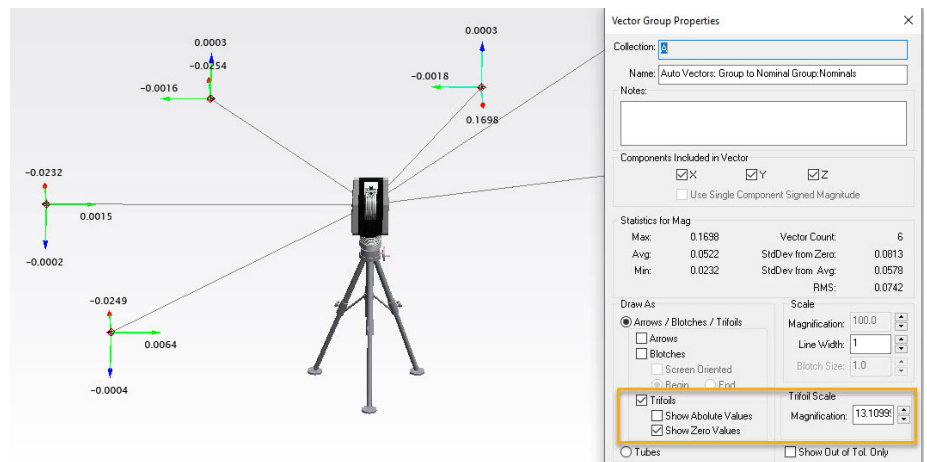 0.0003
-0.0254
-0.0016
0.0003
-0.0018
0.1698
-0.0232
0.0015
-0.0002
-0.0249
0.0064
-0.0004
Vector Group Properties
Collection: A
Name: Auto Vectors: Group to Nominal Group:Nominals
Notes:
Components Included in Vector
X Y Z
Use Single Component Signed Magnitude
Statistics for Mag
Max: 0.1698 Vector Count: 6
Avg: 0.0522 StdDev from Zero: 0.0813
Min: 0.0232 StdDev from Avg: 0.0578
RMS: 0.0742
Draw As
Scale
Arrows / Blotches / Trifoils
Magnification: 100.0
Arrows
Line Width: 1
Blotches
Screen Oriented
Blotch Size: 1.0
Begin End
Trifoils
Trifoil Scale
Show Abolute Values
Magnification: 13.10999
Show Zero Values
Tubes
Show Out of Tol. Only